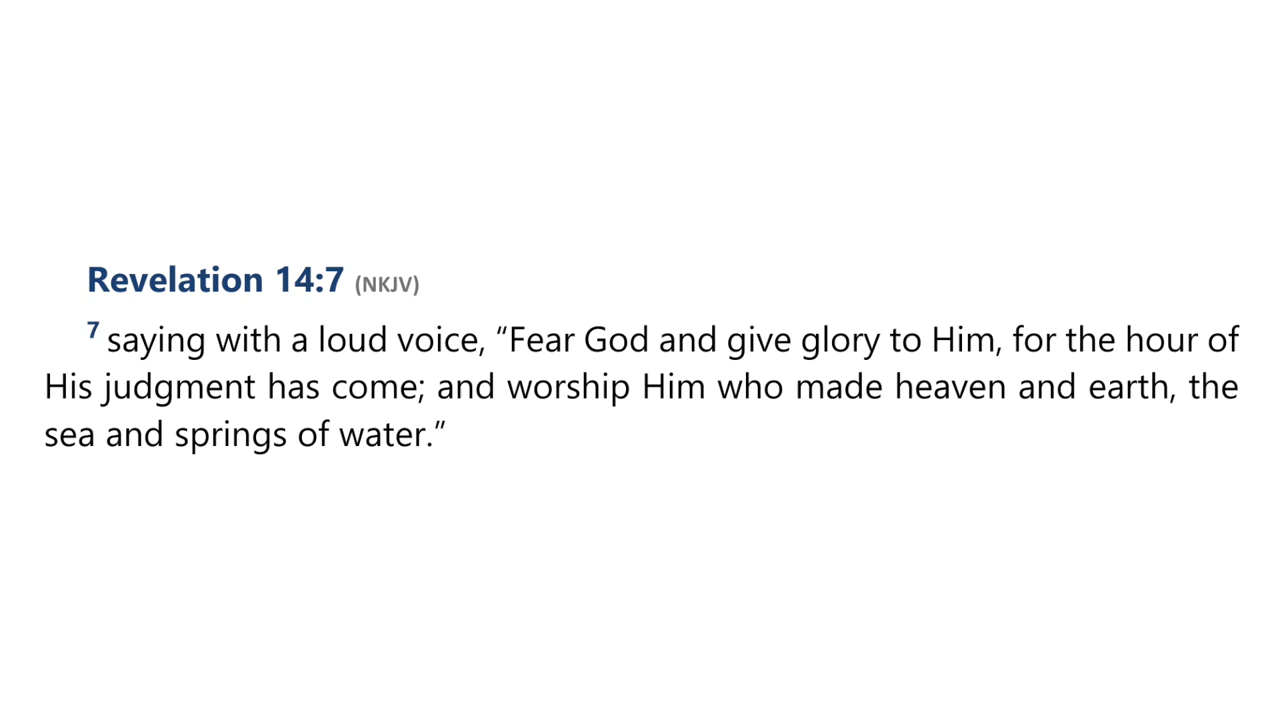 Revelation 14:7 (NKJV)
7 saying with a loud voice, “Fear God and give glory to Him, for the hour of
His judgment has come; and worship Him who made heaven and earth, the
sea and springs of water.”